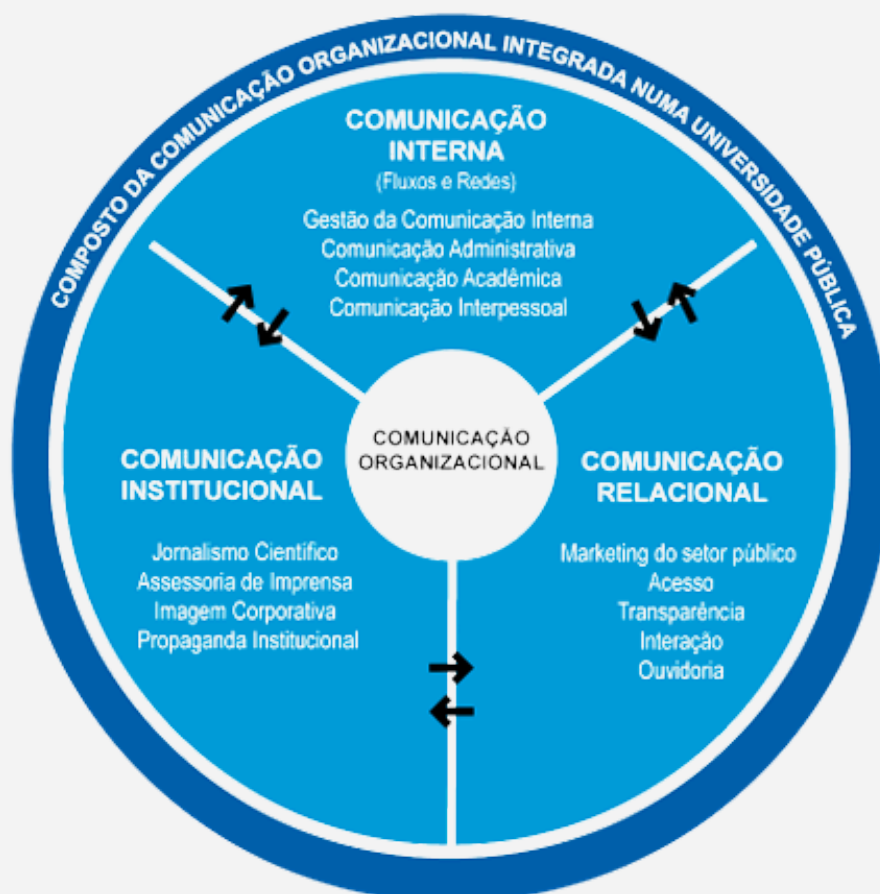 COMPOSTO DA COMUNICAÇÃO ORGANIZACIONAL INTEGRADA NUMA UNIVERSIDADE PÚBLICA
COMUNICAÇÃO
INTERNA
(Fluxos e Redes)
Gestão da Comunicação Interna
Comunicação Administrativa
Comunicação Acadêmica
Comunicação Interpessoal
COMUNICAÇÃO
ORGANIZACIONAL
COMUNICAÇÃO
INSTITUCIONAL
Jornalismo Científico
Assessoria de Imprensa
Imagem Corporativa
Propaganda Institucional
COMUNICAÇÃO
RELACIONAL
Marketing do setor público
Acesso
Transparência
Interação
Ouvidoria